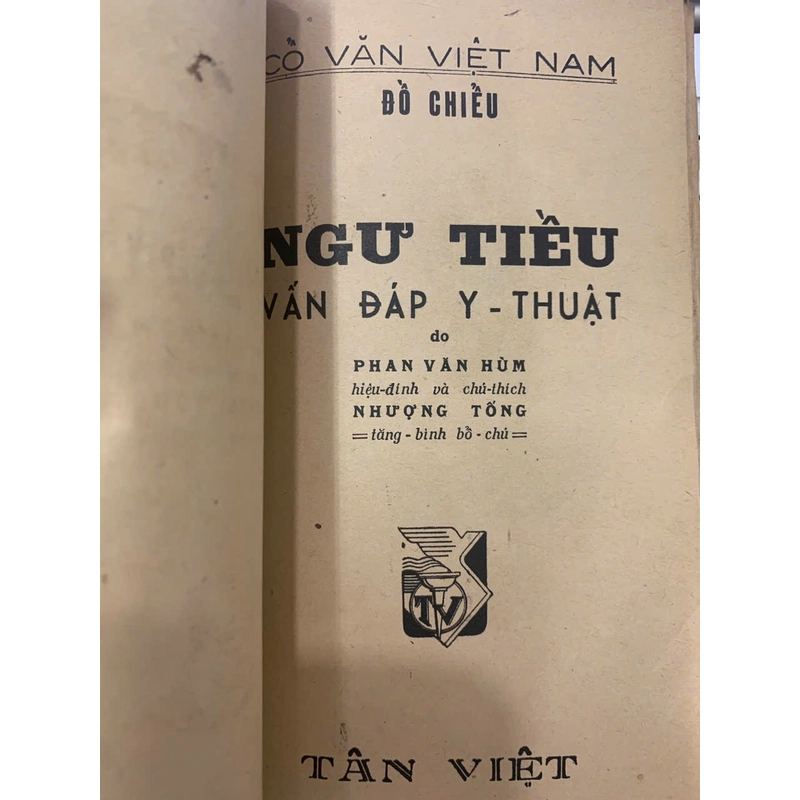 CỔ VĂN VIỆT NAM
ĐỒ CHIỂU
NGƯ TIỀU
VẤN ĐÁP Y-THUẬT
do
PHAN VĂN HÙM
hiệu-đính và chú-thích
NHƯỢNG TỐNG
tăng-bình bổ-chú
TV
TÂN VIỆT